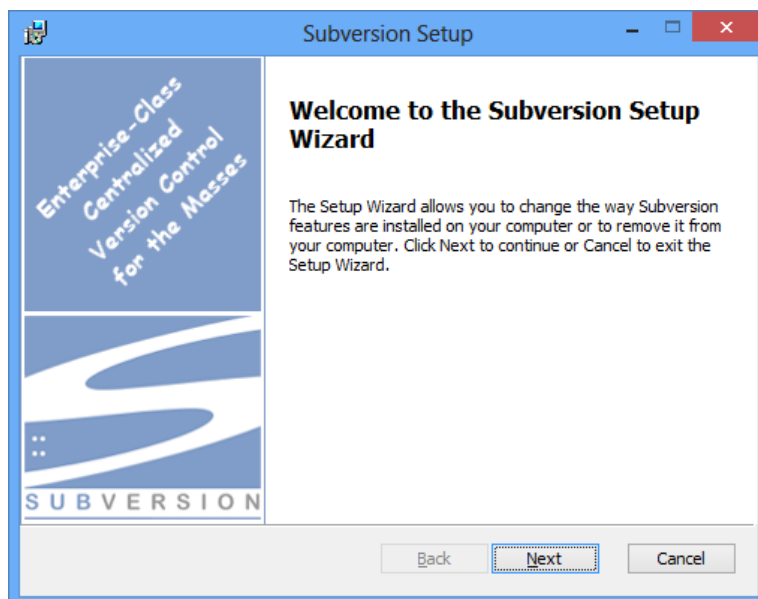 Subversion Setup
Enterprise-Class
Centralized
Version Control
for the Masses
SUBVERSION
Welcome to the Subversion Setup
Wizard
The Setup Wizard allows you to change the way Subversion
features are installed on your computer or to remove it from
your computer. Click Next to continue or Cancel to exit the
Setup Wizard.
Back Next Cancel